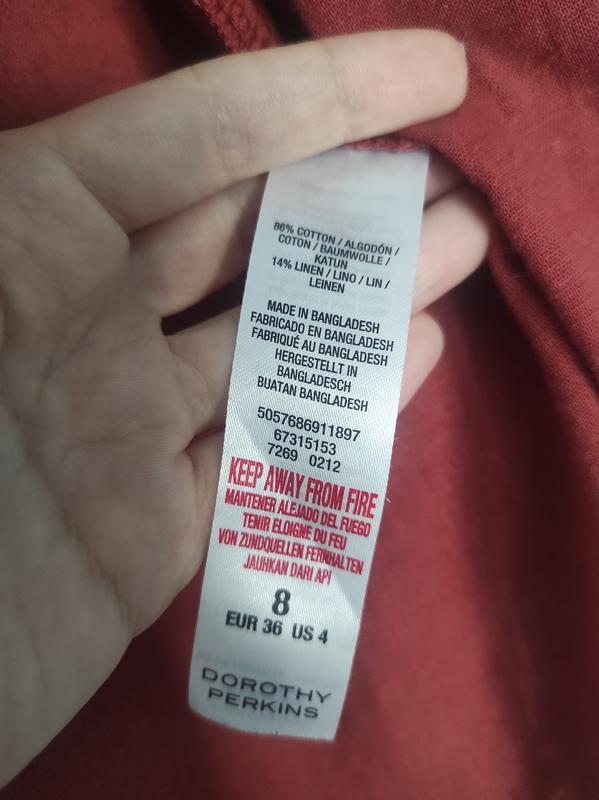 86% COTTON / ALGODÓN /
COTON / BAUMWOLLE /
KATUN
14% LINEN / LINO / LIN /
LEINEN
MADE IN BANGLADESH
FABRICADO EN BANGLADESH
FABRIQUÉ AU BANGLADESH
HERGESTELLT IN
BANGLADESCH
BUATAN BANGLADESH
5057686911897
67315153
7269 0212
KEEP AWAY FROM FIRE
MANTENER ALEJADO DEL FUEGO
TENIR ELOIGNE DU FEU
VON ZUNDQUELLEN FERNHALTEN
JAUHKAN DARI API
8
EUR 36 US 4
DOROTHY
PERKINS